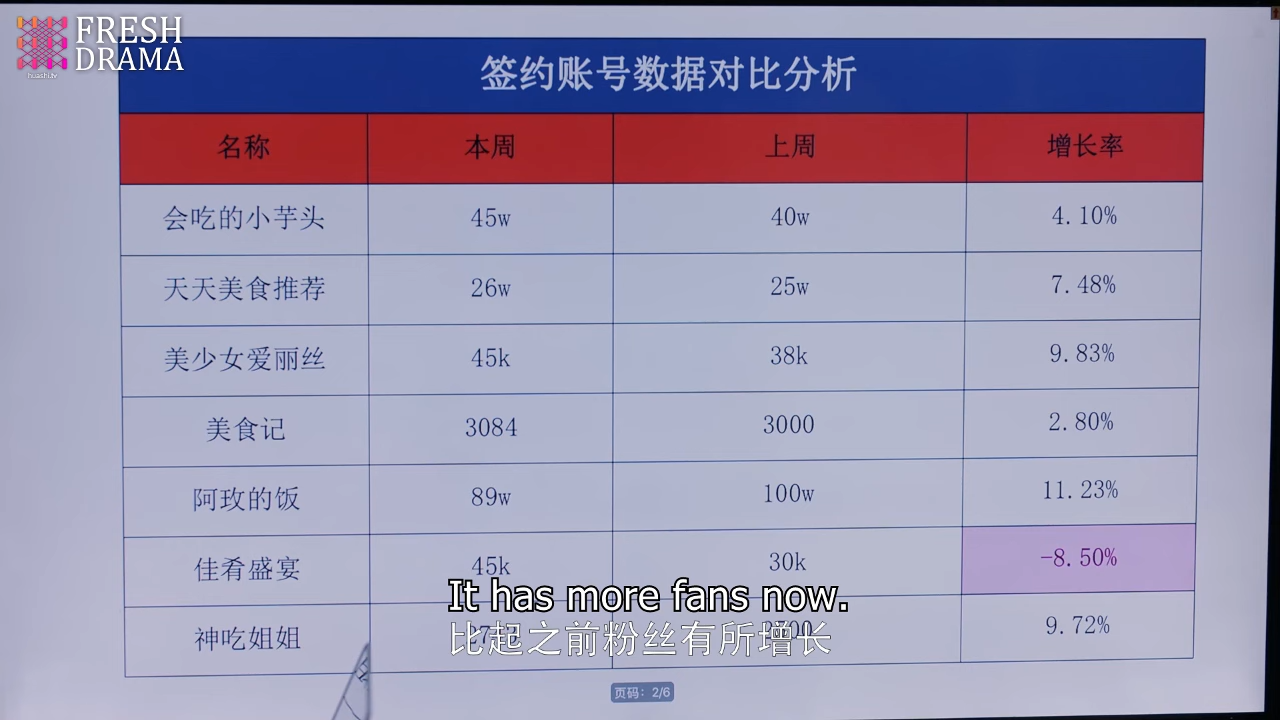 FRESH
DRAMA
huashi.tv
签约账号数据对比分析
名称 本周 上周 增长率
会吃的小芋头 45w 40w 4.10%
天天美食推荐 26w 25w 7.48%
美少女爱丽丝 45k 38k 9.83%
美食记 3084 3000 2.80%
阿玫的饭 89w 100w 11.23%
佳肴盛宴 45k 30k -8.50%
神吃姐姐 9.72%
It has more fans now.
比起之前粉丝有所增长
页码: 2/6